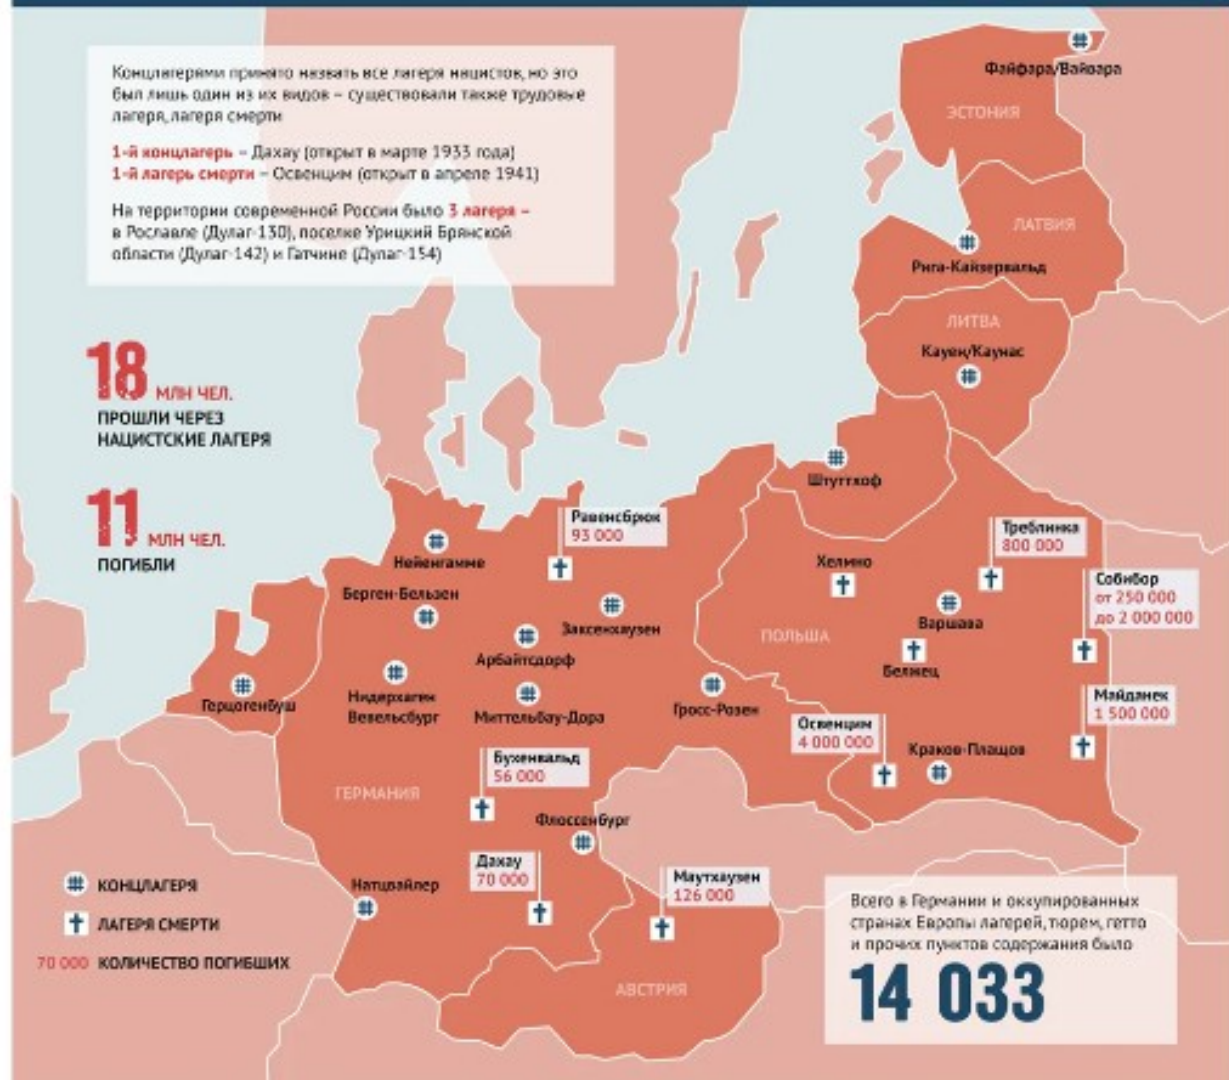 Концлагерями принято назвать все лагеря нацистов, но это
был лишь один из их видов – существовали также трудовые
лагеря, лагеря смерти
1-й концлагерь – Дахау (открыт в марте 1933 года)
1-й лагерь смерти – Освенцим (открыт в апреле 1941)
На территории современной России было 3 лагеря –
в Рославле (Дулаг-130), поселке Урицкий Брянской
области (Дулаг-142) и Гатчине (Дулаг-154)
18 МЛН ЧЕЛ.
ПРОШЛИ ЧЕРЕЗ
НАЦИСТСКИЕ ЛАГЕРЯ
11 МЛН ЧЕЛ.
ПОГИБЛИ
Файфара/Вайвара
ЭСТОНИЯ
ЛАТВИЯ
Рига-Кайзервальд
ЛИТВА
Кауен/Каунас
Штуттхоф
Равенсбрюк
93 000
Нейенгамме
Берген-Бельзен
Заксенхаузен
Арбайтсдорф
Герцогенбуш
Нидерхаген
Вевельсбург
Миттельбау-Дора
Гросс-Розен
Хелмно
Треблинка
800 000
Варшава
ПОЛЬША
Белжец
Собибор
от 250 000
до 2 000 000
Майданек
1 500 000
Освенцим
4 000 000
Краков-Плащов
Бухенвальд
56 000
ГЕРМАНИЯ
Флоссенбург
Дахау
70 000
Натцвайлер
Маутхаузен
126 000
АВСТРИЯ
КОНЦЛАГЕРЯ
ЛАГЕРЯ СМЕРТИ
70 000 КОЛИЧЕСТВО ПОГИБШИХ
Всего в Германии и оккупированных
странах Европы лагерей, тюрем, гетто
и прочих пунктов содержания было
14 033